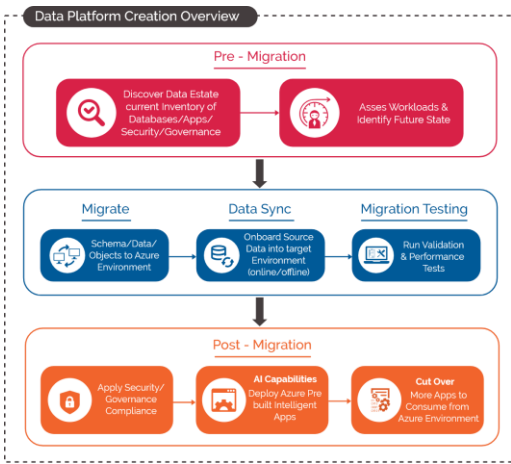 Data Platform Creation Overview
Pre - Migration
Discover Data Estate
current Inventory of
Databases/Apps/
Security/Governance
Asses Workloads &
Identify Future State
Migrate
Schema/Data/
Objects to Azure
Environment
Data Sync
Onboard Source
Data into target
Environment
(online/offline)
Migration Testing
Run Validation
& Performance
Tests
Post - Migration
Apply Security/
Governance
Compliance
AI Capabilities
Deploy Azure Pre
built Intelligent
Apps
Cut Over
More Apps to
Consume from
Azure Environment